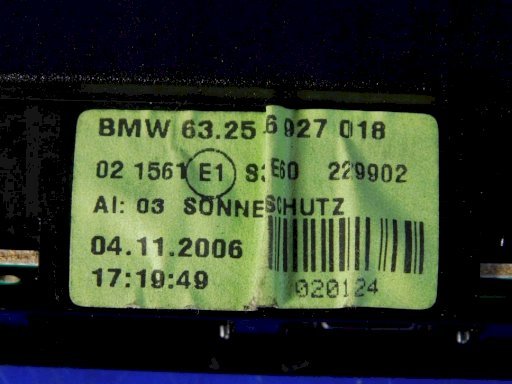 BMW 63.25 6 927 018
02 1561 E1 S3 E60 229902
AI: 03 SONNESCHUTZ
04.11.2006
17:19:49
020124